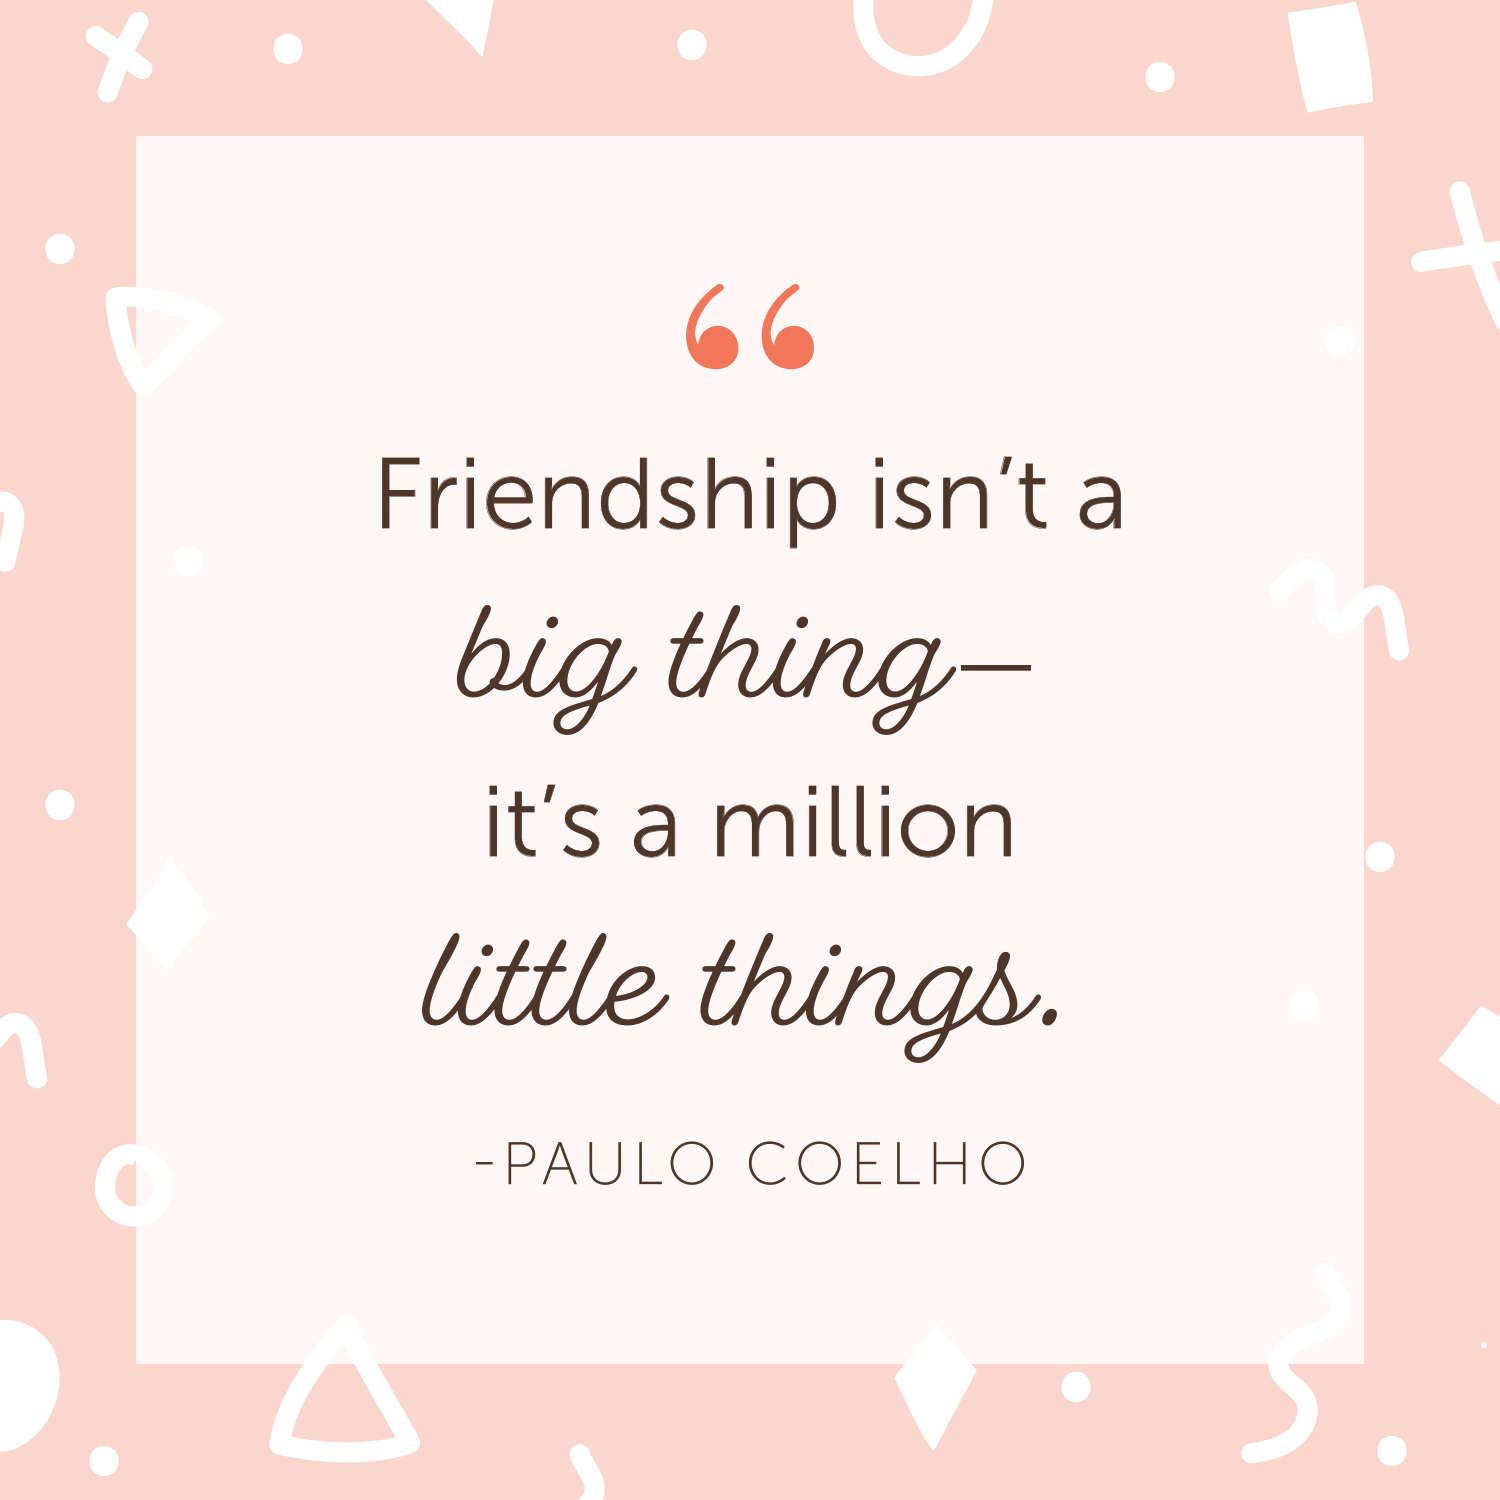 “
Friendship isn’t a
big thing—
it’s a million
little things.
-PAULO COELHO